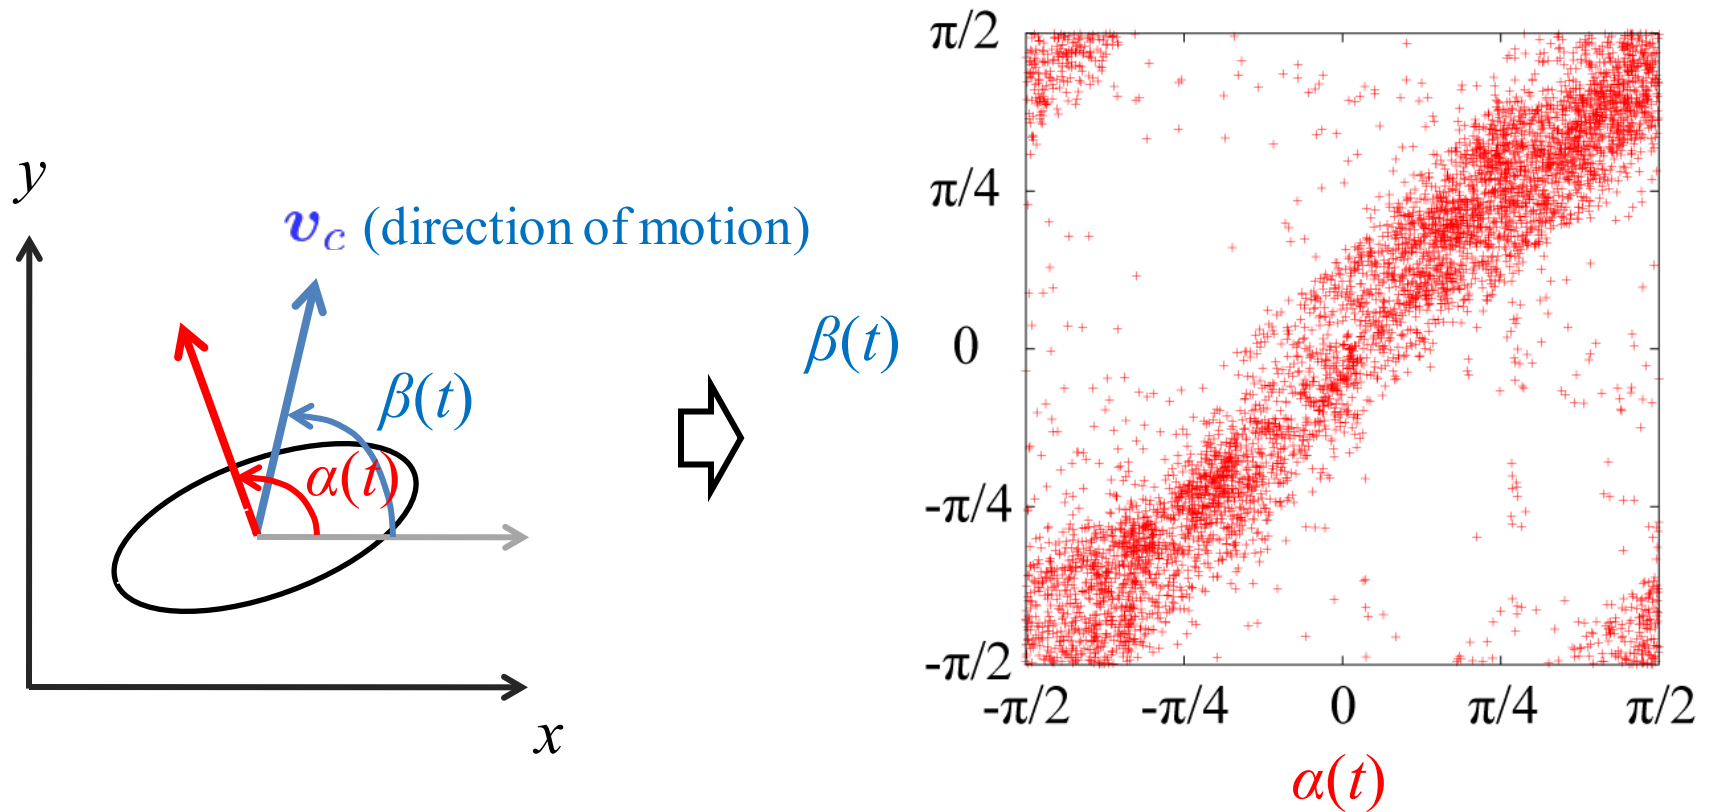 y
v_c (direction of motion)
β(t)
α(t)
x
β(t)
π/2
π/4
0
-π/4
-π/2
-π/2 -π/4 0 π/4 π/2
α(t)